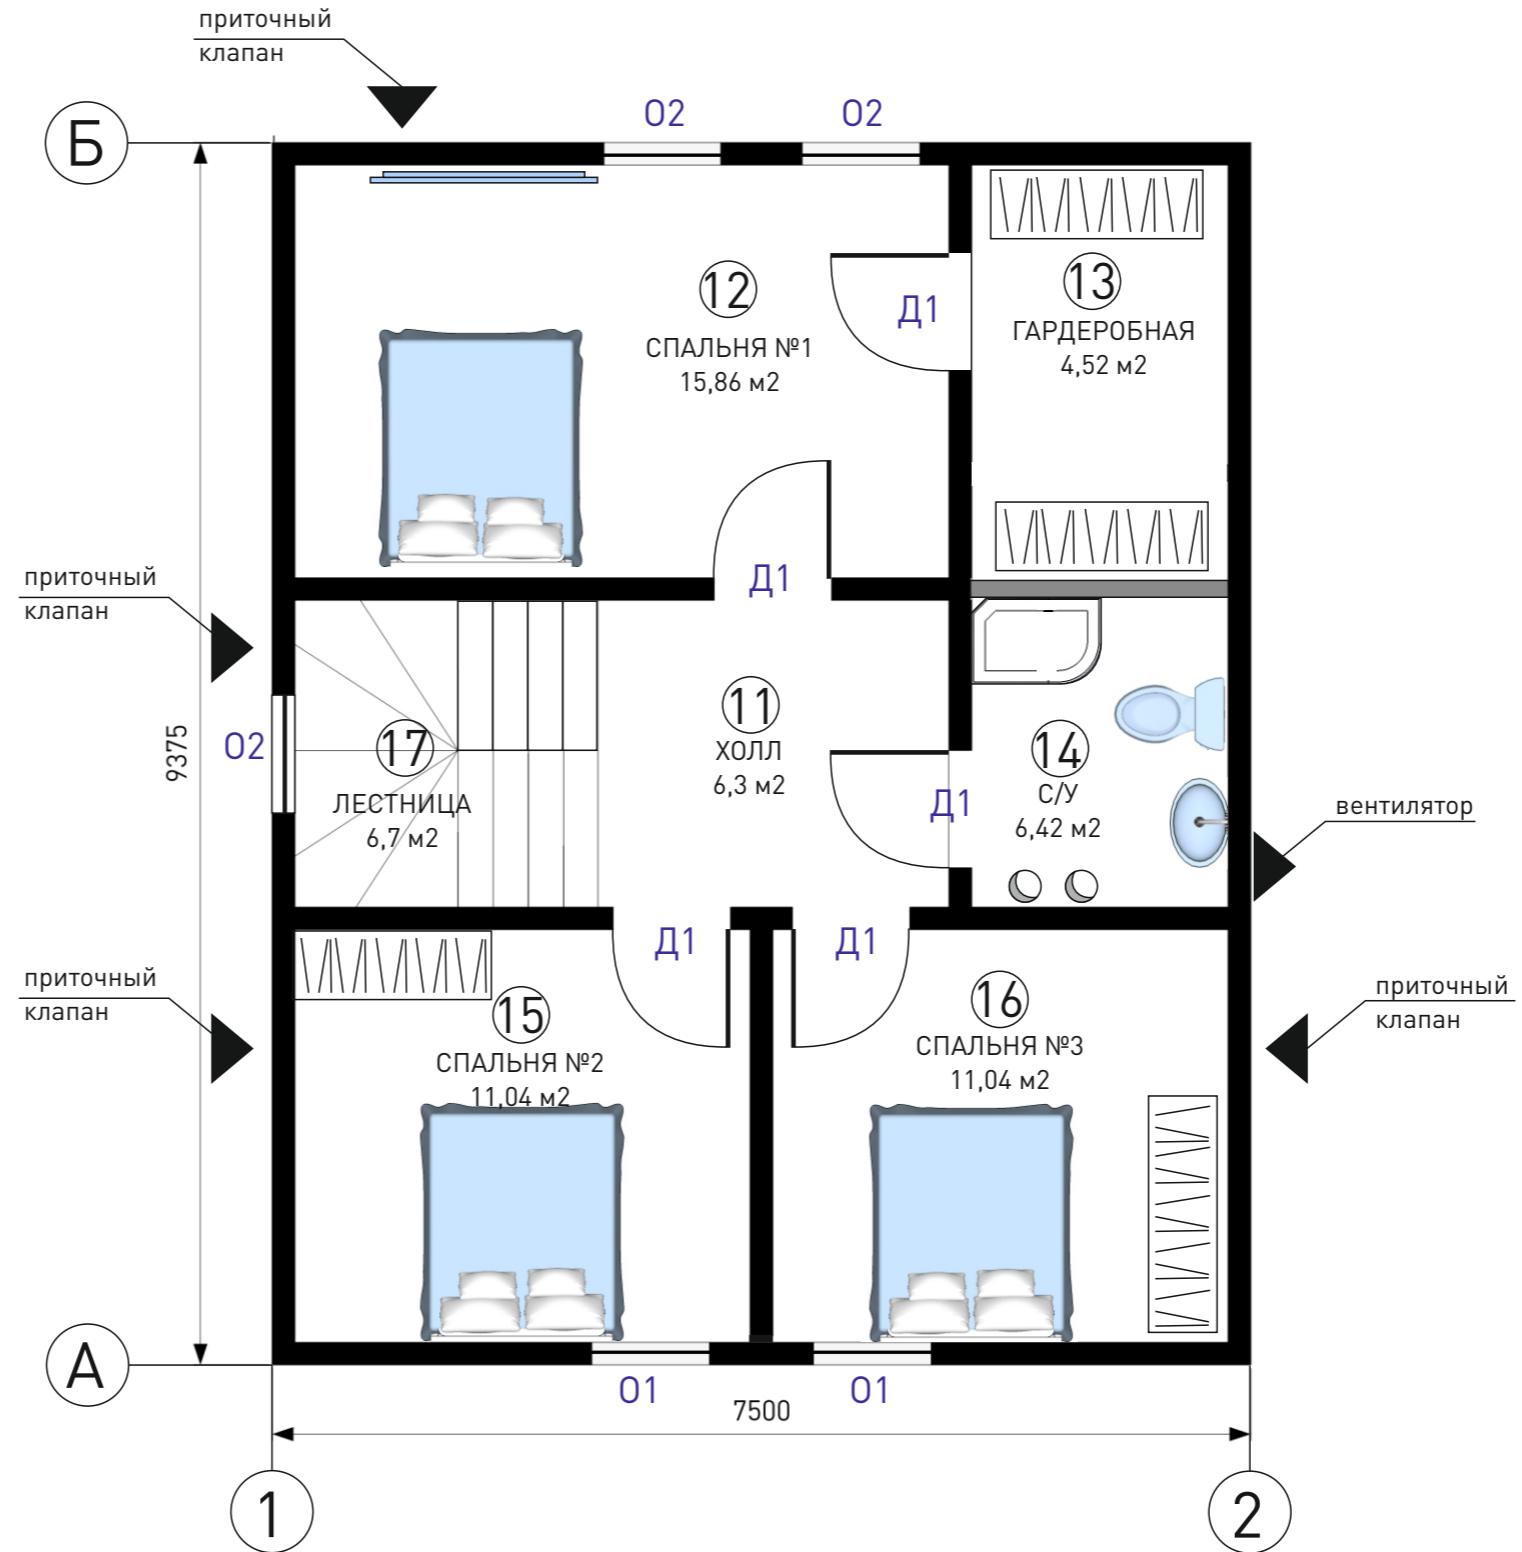 приточный
клапан
О2
О2
Б
12
СПАЛЬНЯ №1
15,86 м2
Д1
13
ГАРДЕРОБНАЯ
4,52 м2
приточный
клапан
Д1
9375
О2
17
ЛЕСТНИЦА
6,7 м2
11
ХОЛЛ
6,3 м2
Д1
14
С/У
6,42 м2
вентилятор
приточный
клапан
Д1
Д1
15
СПАЛЬНЯ №2
11,04 м2
16
СПАЛЬНЯ №3
11,04 м2
приточный
клапан
А
О1
О1
7500
1
2